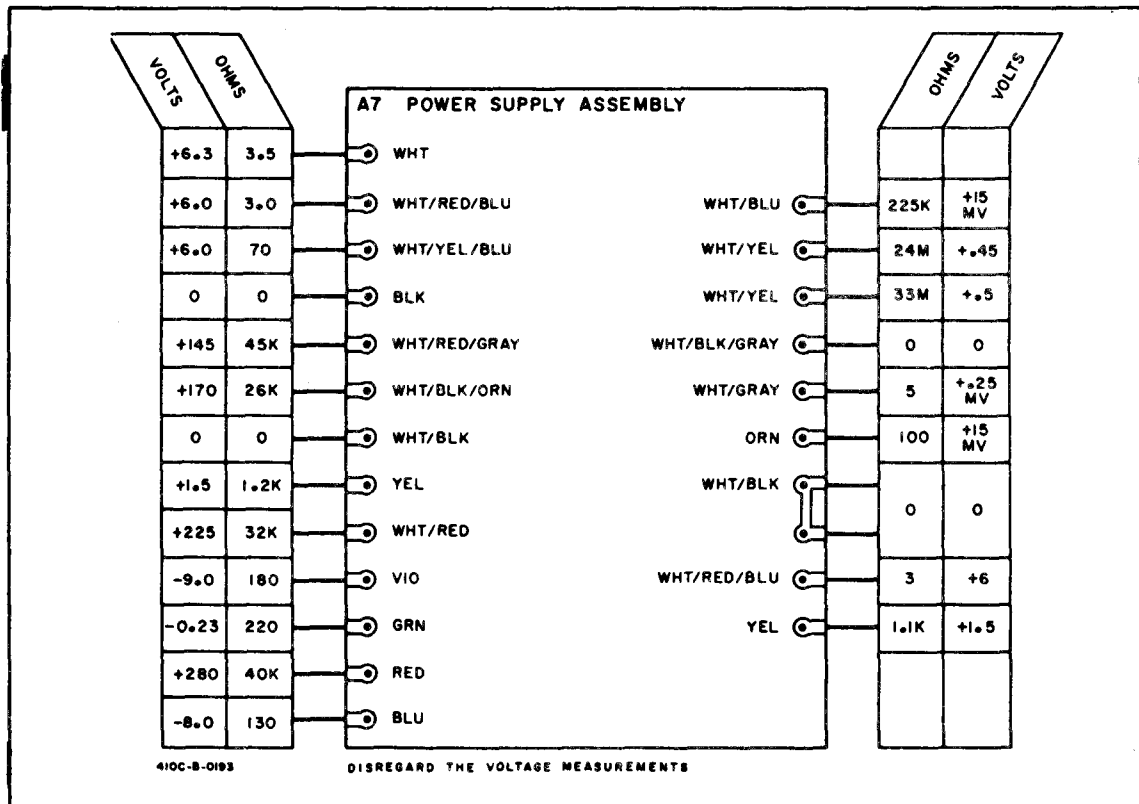 VOLTS OHMS OHMS VOLTS
A7 POWER SUPPLY ASSEMBLY
+6.3 3.5 WHT
+6.0 3.0 WHT/RED/BLU WHT/BLU 225K +15 MV
+6.0 70 WHT/YEL/BLU WHT/YEL 24M +.45
0 0 BLK WHT/YEL 33M +.5
+145 45K WHT/RED/GRAY WHT/BLK/GRAY 0 0
+170 26K WHT/BLK/ORN WHT/GRAY 5 +.25 MV
0 0 WHT/BLK ORN 100 +15 MV
+1.5 1.2K YEL WHT/BLK 0 0
+225 32K WHT/RED
-9.0 180 VIO WHT/RED/BLU 3 +6
-0.23 220 GRN YEL 1.1K +1.5
+280 40K RED
-8.0 130 BLU
410C-B-0193 DISREGARD THE VOLTAGE MEASUREMENTS